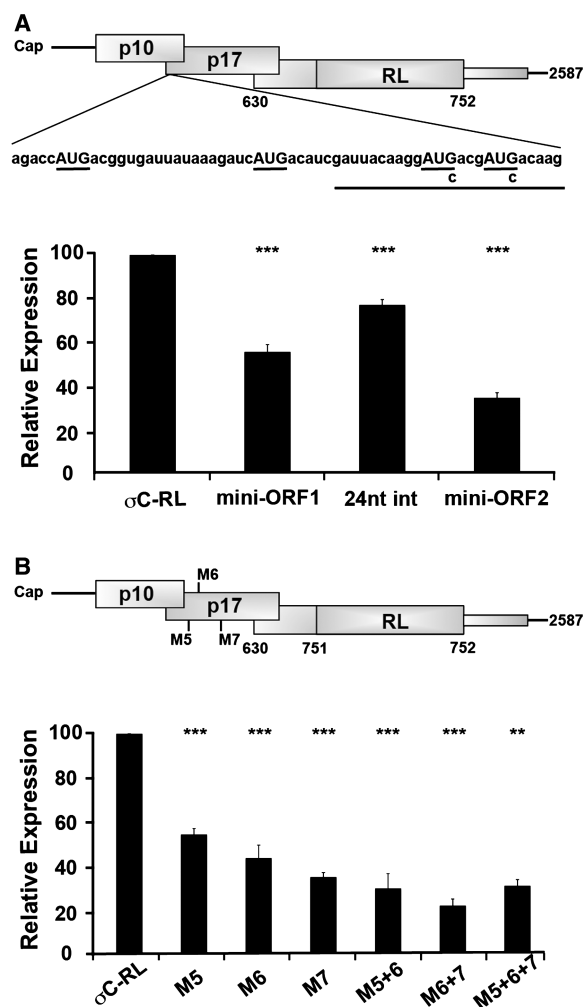 A
Cap p10 p17 RL 2587
630 752
agaccAUGacggugauuauaaagaucAUGacaucgauuacaaggAUGacgAUGacaag
c c
Relative Expression
100
80
60
40
20
0
*** *** ***
σC-RL mini-ORF1 24nt int mini-ORF2
B
M6
Cap p10 p17 RL 2587
M5 M7 630 751 752
Relative Expression
100
80
60
40
20
0
*** *** *** *** *** **
σC-RL M5 M6 M7 M5+6 M6+7 M5+6+7